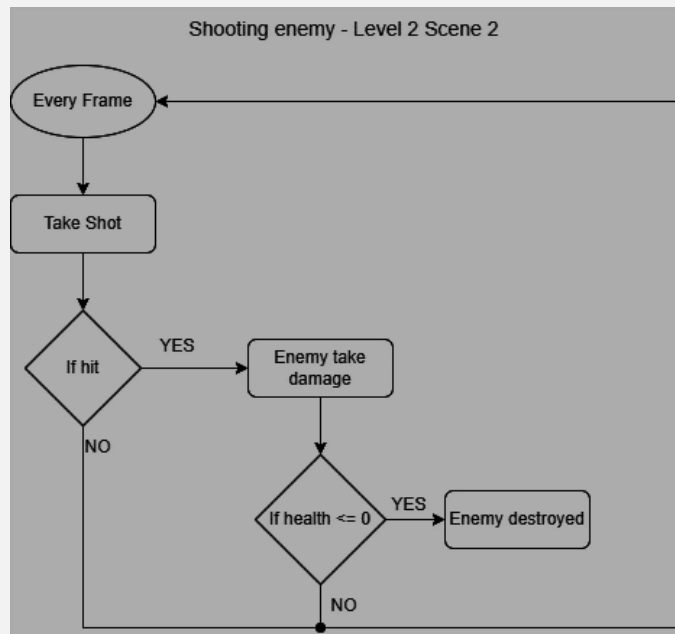 Shooting enemy - Level 2 Scene 2
Every Frame
Take Shot
If hit
YES
Enemy take
damage
NO
If health <= 0
YES
Enemy destroyed
NO